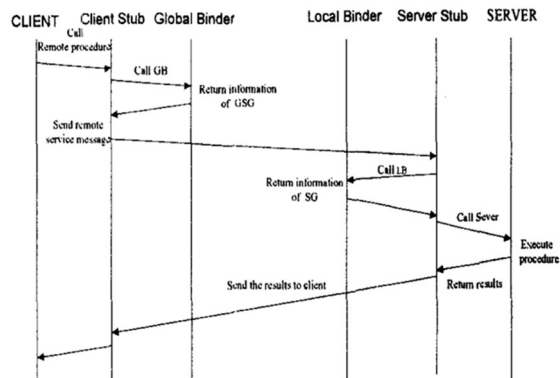 CLIENT Client Stub Global Binder Local Binder Server Stub SERVER
Call
Remote procedure
Call GB
Return information
of GSG
Send remote
service message
Call LB
Return information
of SG
Call Sever
Execute
procedure
Send the results to client
Return results